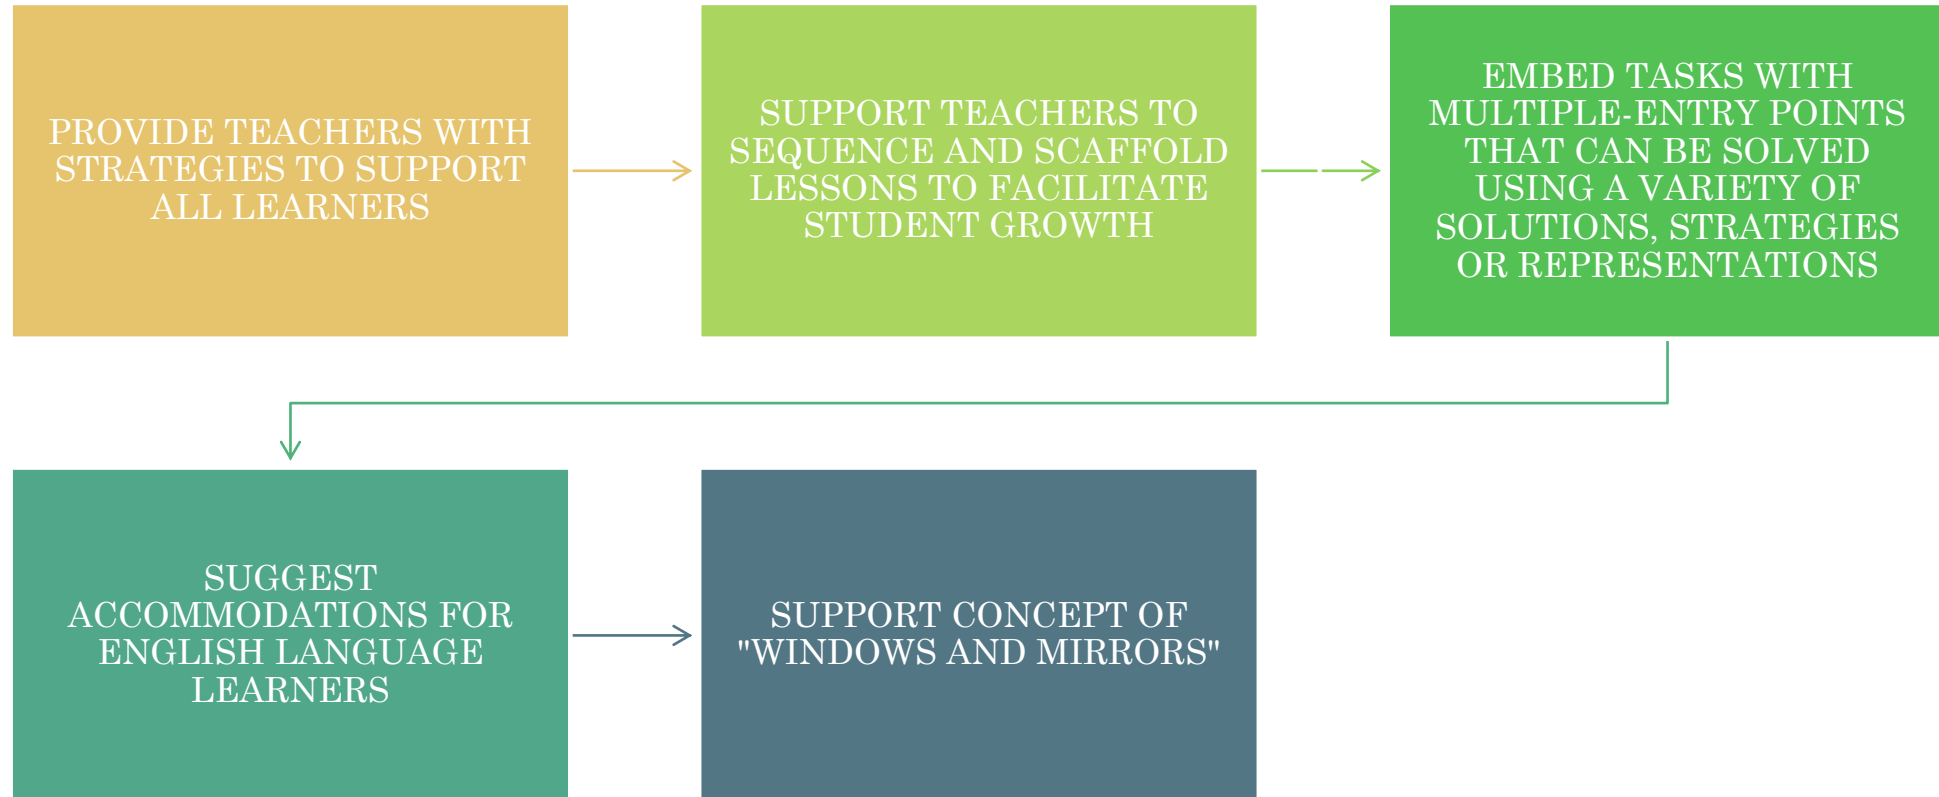 PROVIDE TEACHERS WITH
STRATEGIES TO SUPPORT
ALL LEARNERS
SUPPORT TEACHERS TO
SEQUENCE AND SCAFFOLD
LESSONS TO FACILITATE
STUDENT GROWTH
EMBED TASKS WITH
MULTIPLE-ENTRY POINTS
THAT CAN BE SOLVED
USING A VARIETY OF
SOLUTIONS, STRATEGIES
OR REPRESENTATIONS
SUGGEST
ACCOMMODATIONS FOR
ENGLISH LANGUAGE
LEARNERS
SUPPORT CONCEPT OF
"WINDOWS AND MIRRORS"